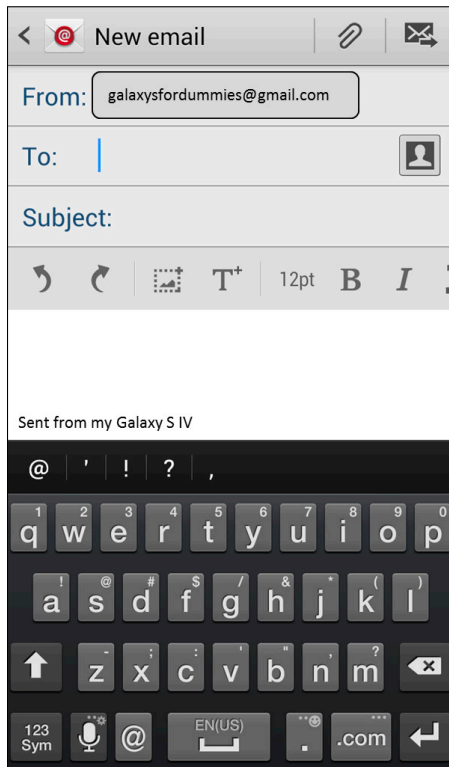 New email
From: galaxysfordummies@gmail.com
To:
Subject:
T+ 12pt B I
Sent from my Galaxy S IV
@ ' ! ? ,
1 2 3 4 5 6 7 8 9 0
q w e r t y u i o p
! @ # $ / & * ( )
a s d f g h j k l
- ; : ' " , ?
z x c v b n m
123 Sym @ EN(US) . .com